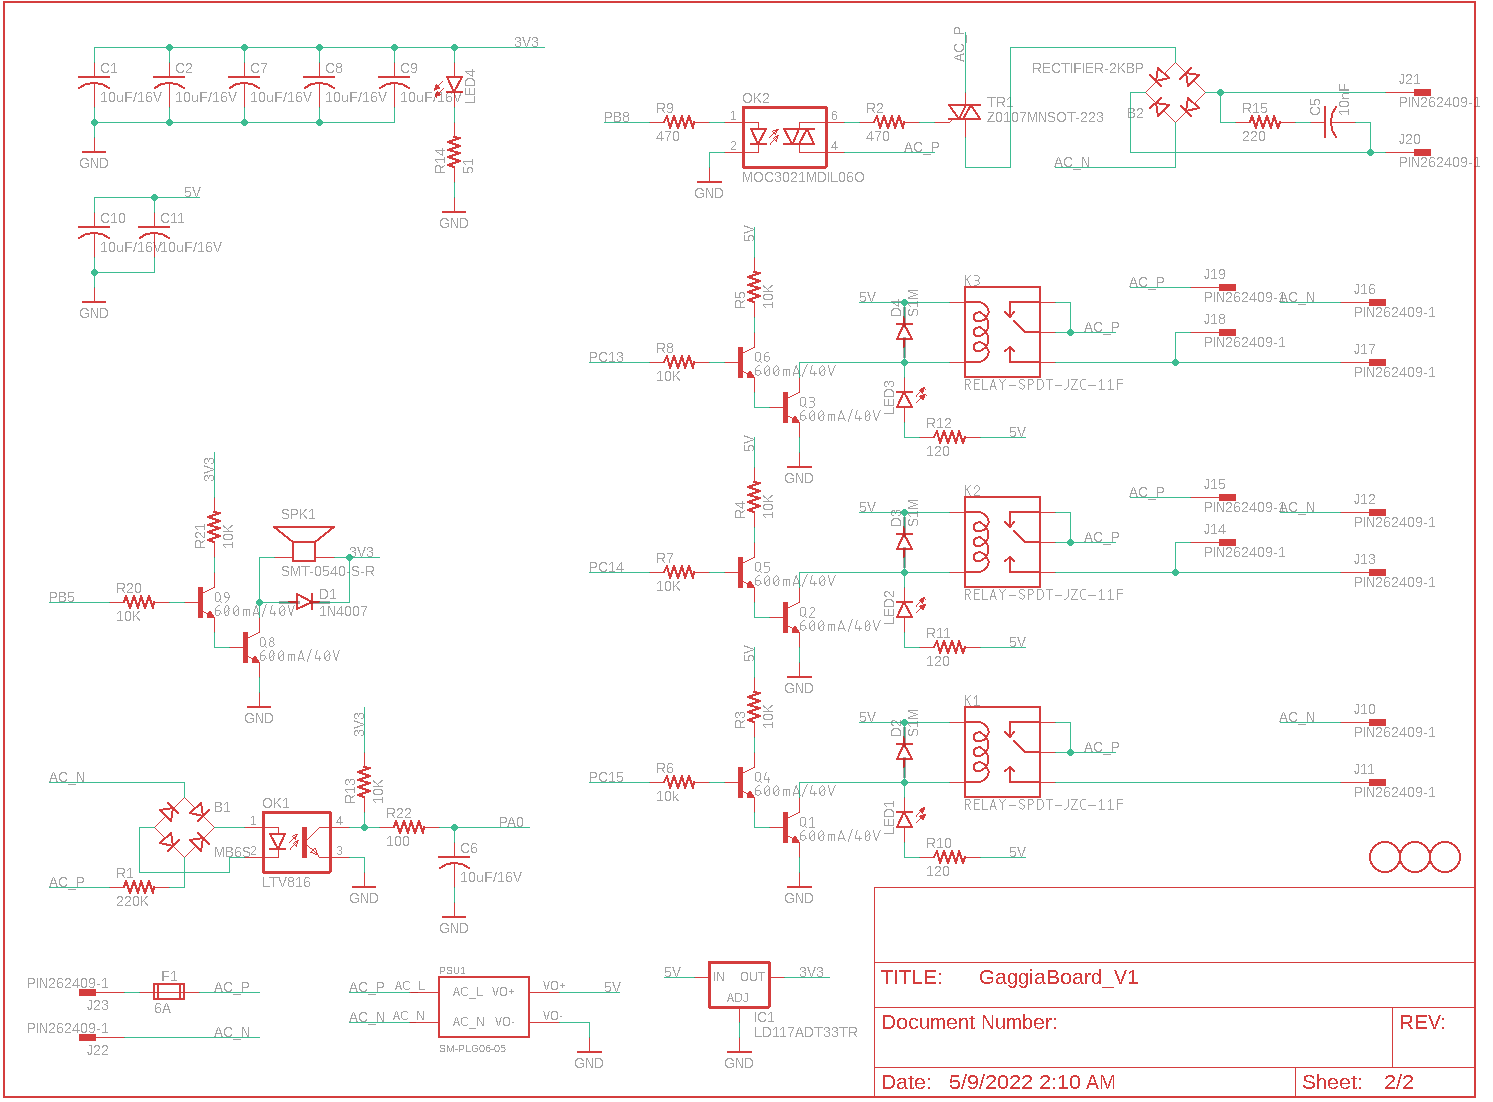 3V3
C1
C2
C7
C8
C9
10uF/16V
10uF/16V
10uF/16V
10uF/16V
10uF/16V
LED4
R14
51
GND
GND
5V
C10
C11
10uF/16V
10uF/16V
GND
PB8
R9
470
OK2
1
2
6
4
MOC3021MDIL06O
GND
R2
470
AC_P
AC_P
TR1
Z0107MNSOT-223
RECTIFIER-2KBP
B2
AC_N
R15
220
C5
10nF
J21
PIN262409-1
J20
PIN262409-1
5V
R5
10K
PC13
R8
10K
Q6
600mA/40V
Q3
600mA/40V
GND
5V
D4
S1M
LED3
R12
120
5V
K3
RELAY-SPDT-JZC-11F
AC_P
AC_P
J19
PIN262409-1
AC_N
J16
PIN262409-1
J18
PIN262409-1
J17
PIN262409-1
5V
R4
10K
PC14
R7
10K
Q5
600mA/40V
Q2
600mA/40V
GND
5V
D3
S1M
LED2
R11
120
5V
K2
RELAY-SPDT-JZC-11F
AC_P
AC_P
J15
PIN262409-1
AC_N
J12
PIN262409-1
J14
PIN262409-1
J13
PIN262409-1
5V
R3
10K
PC15
R6
10k
Q4
600mA/40V
Q1
600mA/40V
GND
5V
D2
S1M
LED1
R10
120
5V
K1
RELAY-SPDT-JZC-11F
AC_P
AC_N
J10
PIN262409-1
J11
PIN262409-1
3V3
R21
10K
PB5
R20
10K
Q9
600mA/40V
Q8
600mA/40V
GND
SPK1
SMT-0540-S-R
3V3
D1
1N4007
AC_N
AC_P
R1
220K
B1
MB6S
OK1
1
2
4
3
LTV816
3V3
R13
10K
R22
100
PA0
C6
10uF/16V
GND
GND
PIN262409-1
J23
F1
6A
AC_P
PIN262409-1
J22
AC_N
PSU1
AC_P
AC_L
AC_L
VO+
VO+
5V
AC_N
AC_N
AC_N
VO-
VO-
SM-PLG06-05
GND
5V
IN
OUT
ADJ
3V3
IC1
LD117ADT33TR
GND
TITLE: GaggiaBoard_V1
Document Number:
REV:
Date: 5/9/2022 2:10 AM
Sheet: 2/2